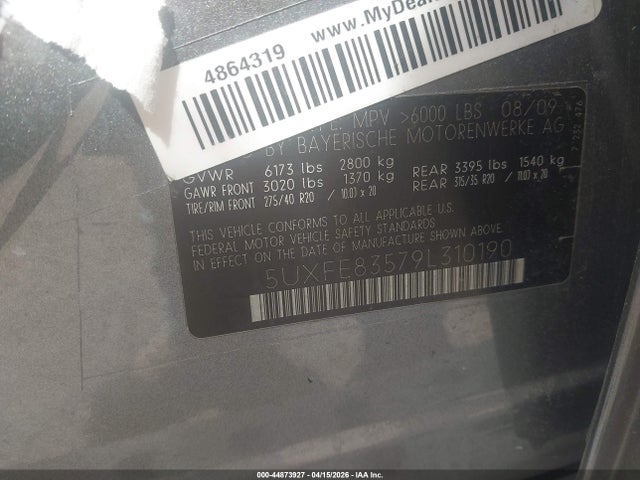 4864319
www.MyDea
MPV >6000 LBS 08/09
BY BAYERISCHE MOTORENWERKE AG
GVWR 6173 lbs 2800 kg
GAWR FRONT 3020 lbs 1370 kg REAR 3395 lbs 1540 kg
TIRE/RIM FRONT 275/40 R20 / 10.0J x 20 REAR 315/35 R20 / 11.0J x 20
THIS VEHICLE CONFORMS TO ALL APPLICABLE U.S.
FEDERAL MOTOR VEHICLE SAFETY STANDARDS
IN EFFECT ON THE DATE OF MANUFACTURE SHOWN ABOVE.
5UXFE83579L310190
000-44873927 - 04/15/2026 - IAA Inc.